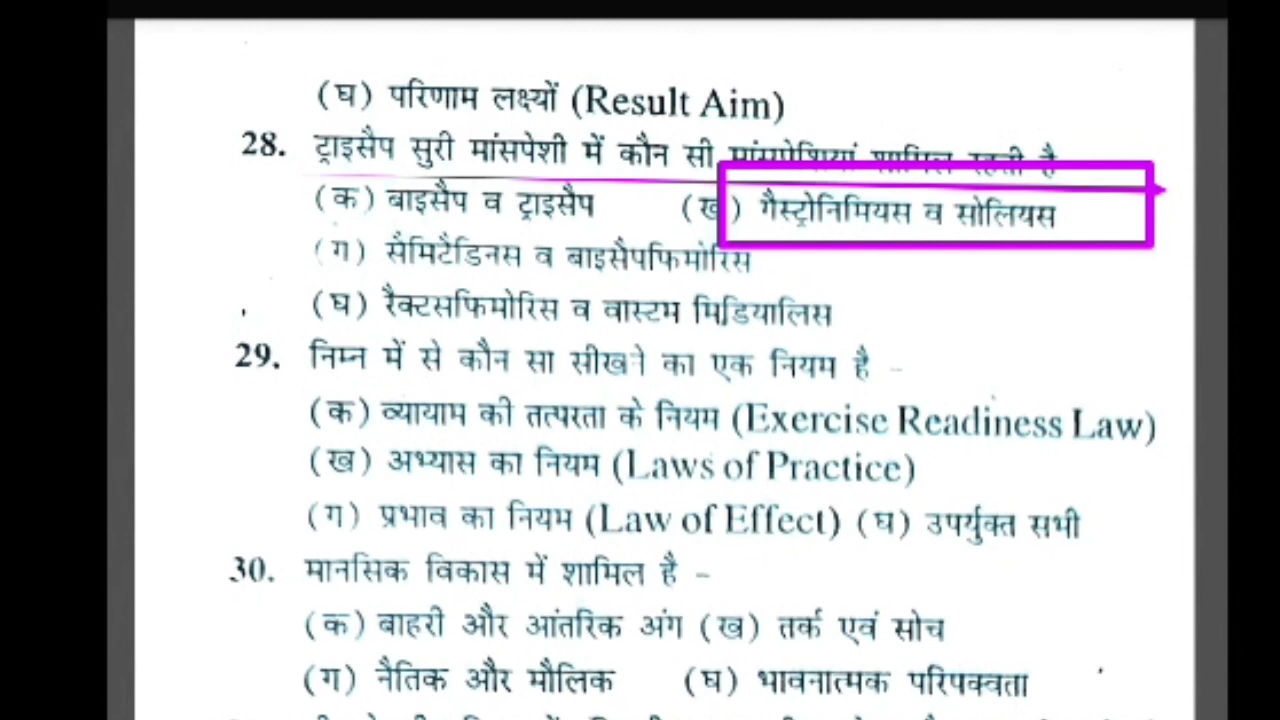 (घ) परिणाम लक्ष्यों (Result Aim)
28. ट्राइसैप सुरी मांसपेशी में कौन सी मांसपेशियां शामिल रहती है
(क) बाइसैप व ट्राइसैप (ख) गैस्ट्रोनिमियस व सोलियस
(ग) सैमिटैडिनस व बाइसैपफिमोरिस
(घ) रैक्टसफिमोरिस व वास्टम मिडियालिस
29. निम्न में से कौन सा सीखने का एक नियम है -
(क) व्यायाम की तत्परता के नियम (Exercise Readiness Law)
(ख) अभ्यास का नियम (Laws of Practice)
(ग) प्रभाव का नियम (Law of Effect) (घ) उपर्युक्त सभी
30. मानसिक विकास में शामिल है -
(क) बाहरी और आंतरिक अंग (ख) तर्क एवं सोच
(ग) नैतिक और मौलिक (घ) भावनात्मक परिपक्वता